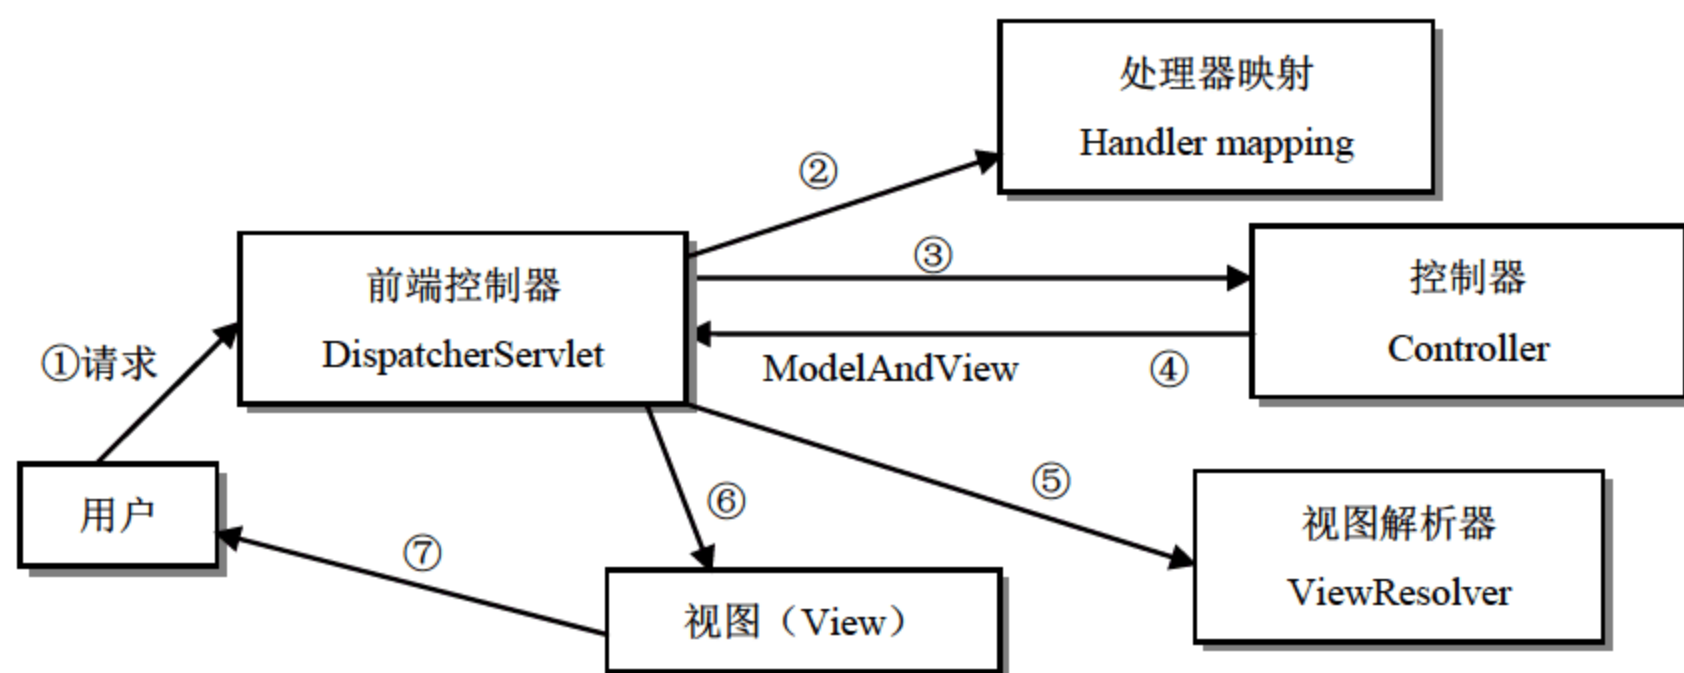 处理器映射
Handler mapping
②
③
前端控制器
DispatcherServlet
控制器
Controller
①请求
ModelAndView
④
用户
⑥
⑤
视图解析器
ViewResolver
⑦
视图（View）